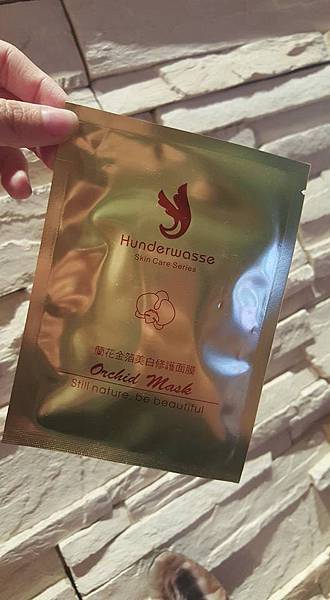 Hunderwasse
Skin Care Series
蘭花金箔美白修護面膜
Orchid Mask
Still nature, be beautiful